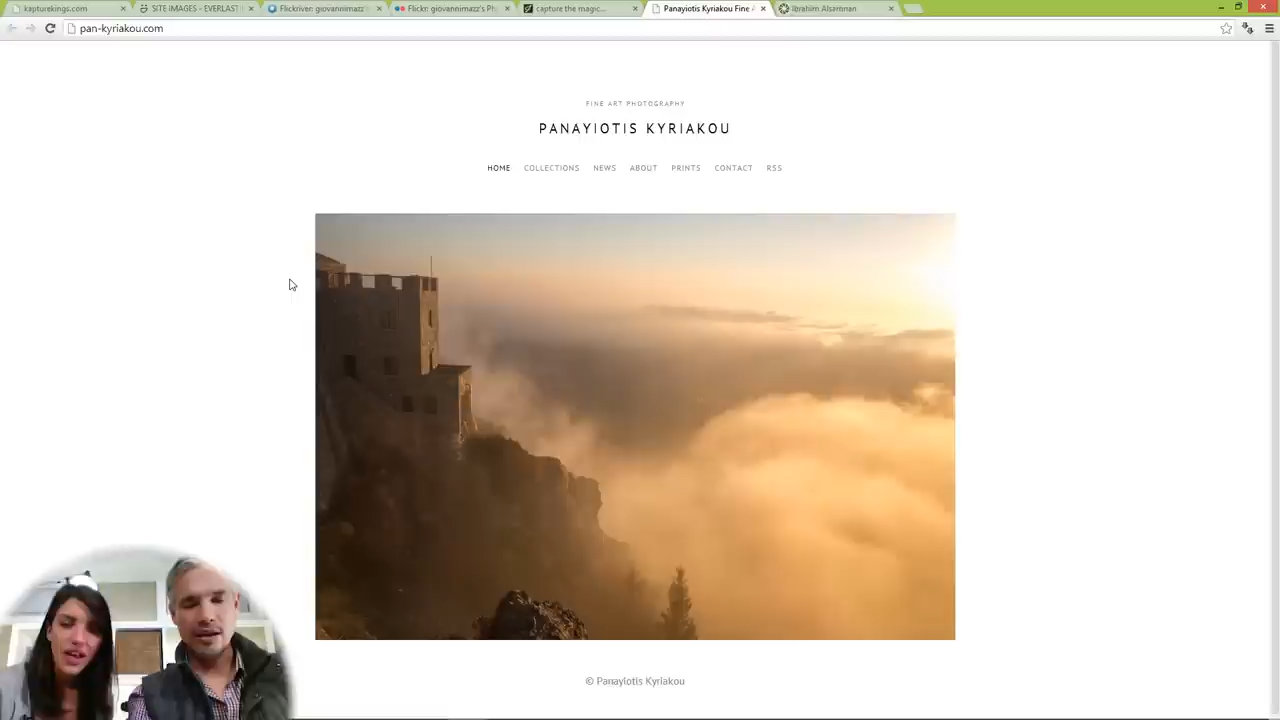 kapturekings.com
SITE IMAGES - EVERLAST
Flickriver: giovannimazz's
Flickr: giovannimazz's Ph
capture the magic...
Panayiotis Kyriakou Fine A
Ibrahim Alsamnan
pan-kyriakou.com
FINE ART PHOTOGRAPHY
PANAYIOTIS KYRIAKOU
HOME COLLECTIONS NEWS ABOUT PRINTS CONTACT RSS
© Panayiotis Kyriakou